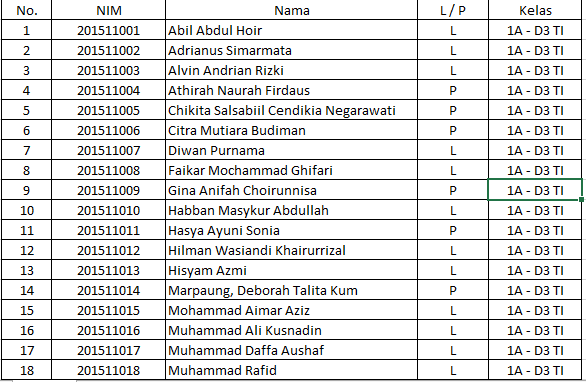 No. NIM Nama L / P Kelas
1 201511001 Abil Abdul Hoir L 1A - D3 TI
2 201511002 Adrianus Simarmata L 1A - D3 TI
3 201511003 Alvin Andrian Rizki L 1A - D3 TI
4 201511004 Athirah Naurah Firdaus P 1A - D3 TI
5 201511005 Chikita Salsabiil Cendikia Negarawati P 1A - D3 TI
6 201511006 Citra Mutiara Budiman P 1A - D3 TI
7 201511007 Diwan Purnama L 1A - D3 TI
8 201511008 Faikar Mochammad Ghifari L 1A - D3 TI
9 201511009 Gina Anifah Choirunnisa P 1A - D3 TI
10 201511010 Habban Masykur Abdullah L 1A - D3 TI
11 201511011 Hasya Ayuni Sonia P 1A - D3 TI
12 201511012 Hilman Wasiandi Khairurrizal L 1A - D3 TI
13 201511013 Hisyam Azmi L 1A - D3 TI
14 201511014 Marpaung, Deborah Talita Kum P 1A - D3 TI
15 201511015 Mohammad Aimar Aziz L 1A - D3 TI
16 201511016 Muhammad Ali Kusnadin L 1A - D3 TI
17 201511017 Muhammad Daffa Aushaf L 1A - D3 TI
18 201511018 Muhammad Rafid L 1A - D3 TI